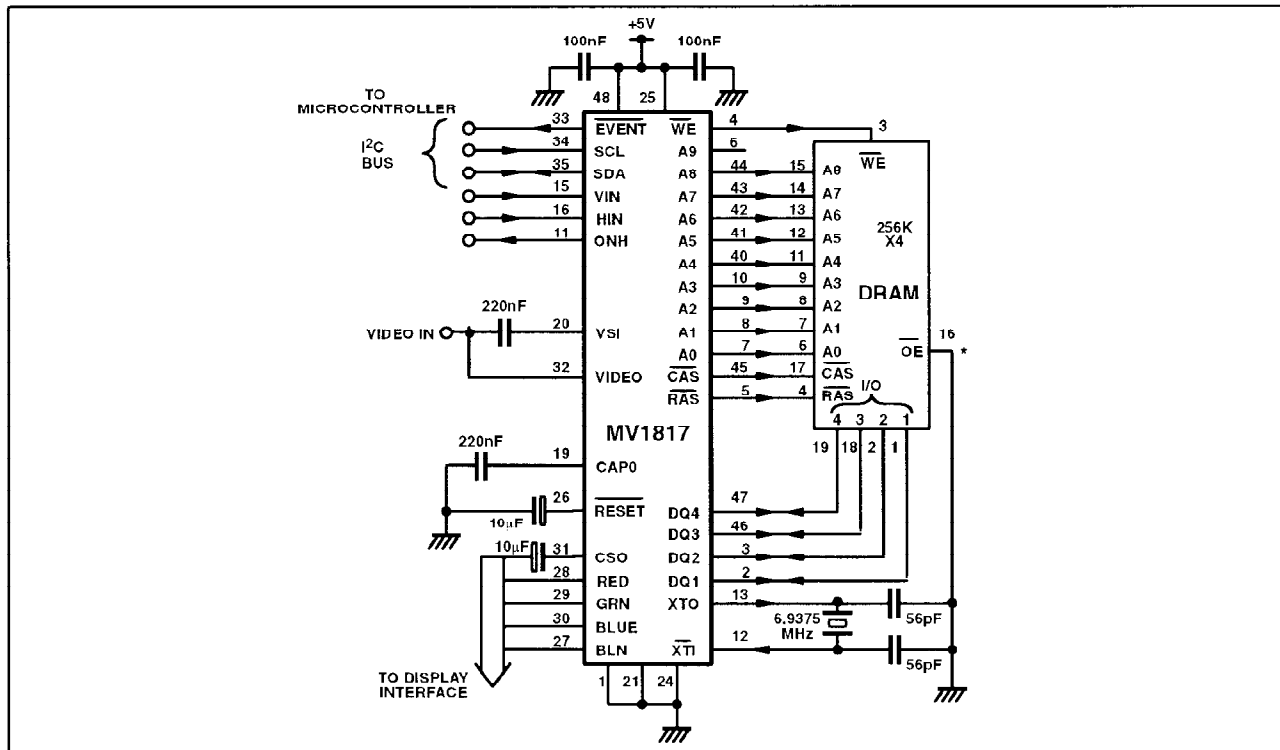 +5V
100nF 100nF
48 25
TO
MICROCONTROLLER
I²C
BUS
33 EVENT
34 SCL
35 SDA
15 VIN
16 HIN
11 ONH
220nF
VIDEO IN 20 VSI
32 VIDEO
MV1817
220nF
19 CAP0
26 RESET
10µF
10µF 31 CSO
28 RED
29 GRN
30 BLUE
27 BLN
TO DISPLAY
INTERFACE
1 21 24
WE 4 3 WE
A9 6
A8 44 15 A8
A7 43 14 A7
A6 42 13 A6
A5 41 12 A5
A4 40 11 A4
A3 10 9 A3
A2 9 8 A2
A1 8 7 A1
A0 7 6 A0
CAS 45 17 CAS
RAS 5 4 RAS
256K
X4
DRAM
16
OE *
I/O
4 3 2 1
19 18 2 1
DQ4 47
DQ3 46
DQ2 3
DQ1 2
XTO 13
6.9375
MHz
56pF
XTI 12
56pF